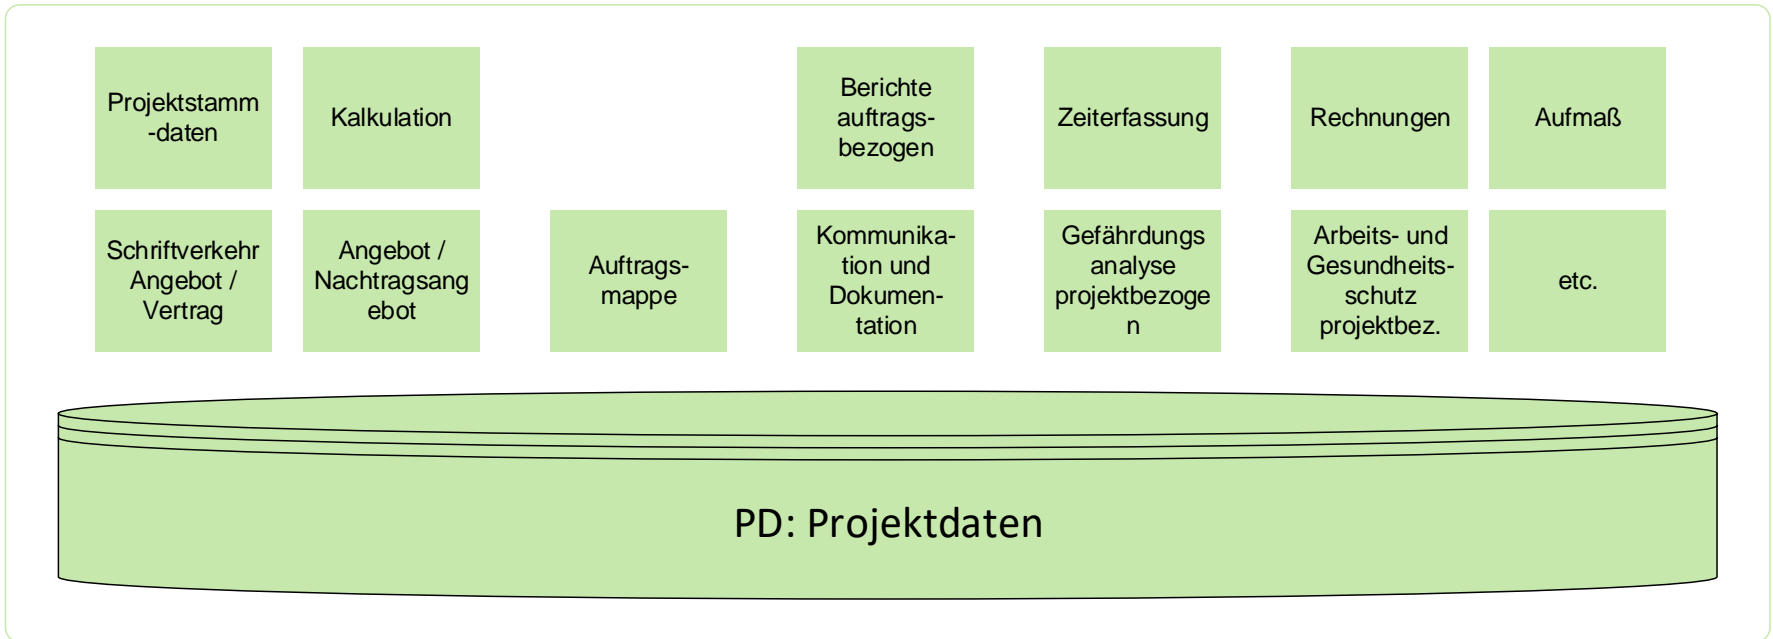 Projektstamm
-daten
Kalkulation
Berichte
auftrags-
bezogen
Zeiterfassung
Rechnungen
Aufmaß
Schriftverkehr
Angebot /
Vertrag
Angebot /
Nachtragsang
ebot
Auftrags-
mappe
Kommunika-
tion und
Dokumen-
tation
Gefährdungs
analyse
projektbezoge
n
Arbeits- und
Gesundheits-
schutz
projektbez.
etc.
PD: Projektdaten